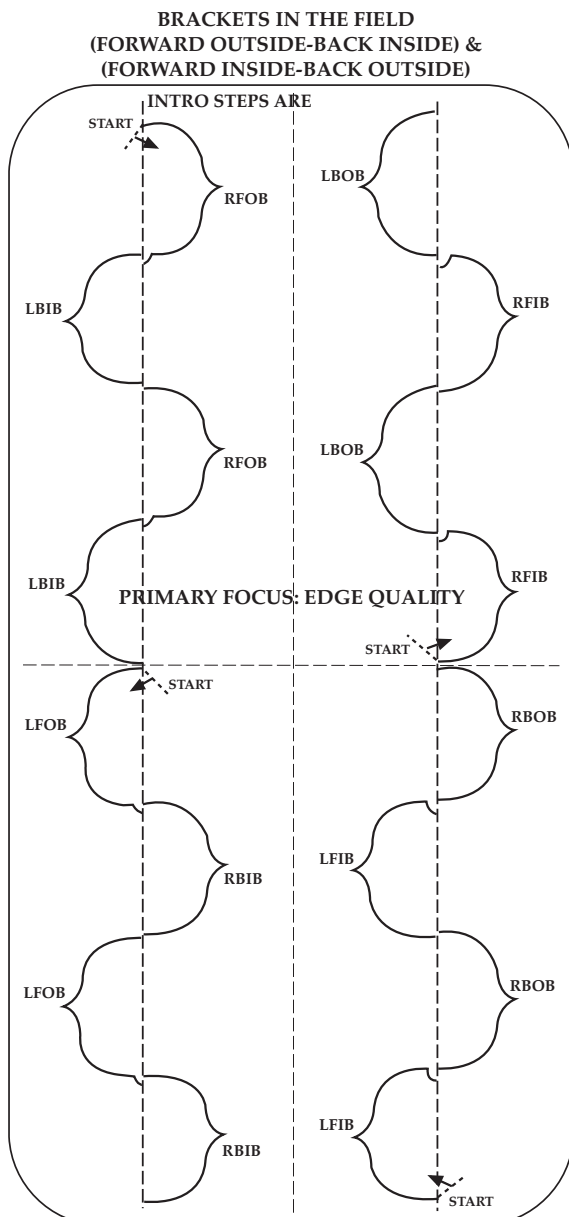 BRACKETS IN THE FIELD
(FORWARD OUTSIDE-BACK INSIDE) &
(FORWARD INSIDE-BACK OUTSIDE)
INTRO STEPS ARE
START
RFOB
LBOB
LBIB
RFIB
RFOB
LBOB
LBIB
RFIB
PRIMARY FOCUS: EDGE QUALITY
START
START
LFOB
RBOB
RBIB
LFIB
LFOB
RBOB
RBIB
LFIB
START